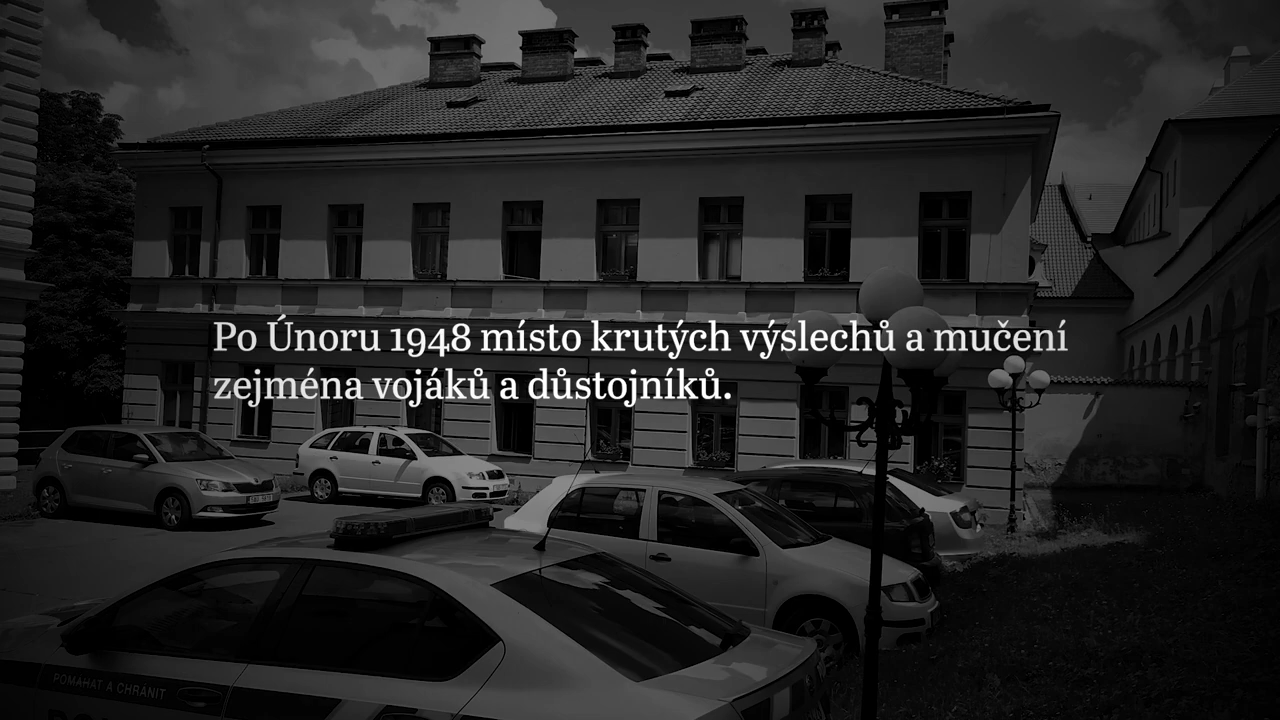 Po Únoru 1948 místo krutých výslechů a mučení
zejména vojáků a důstojníků.
POMÁHAT A CHRÁNIT